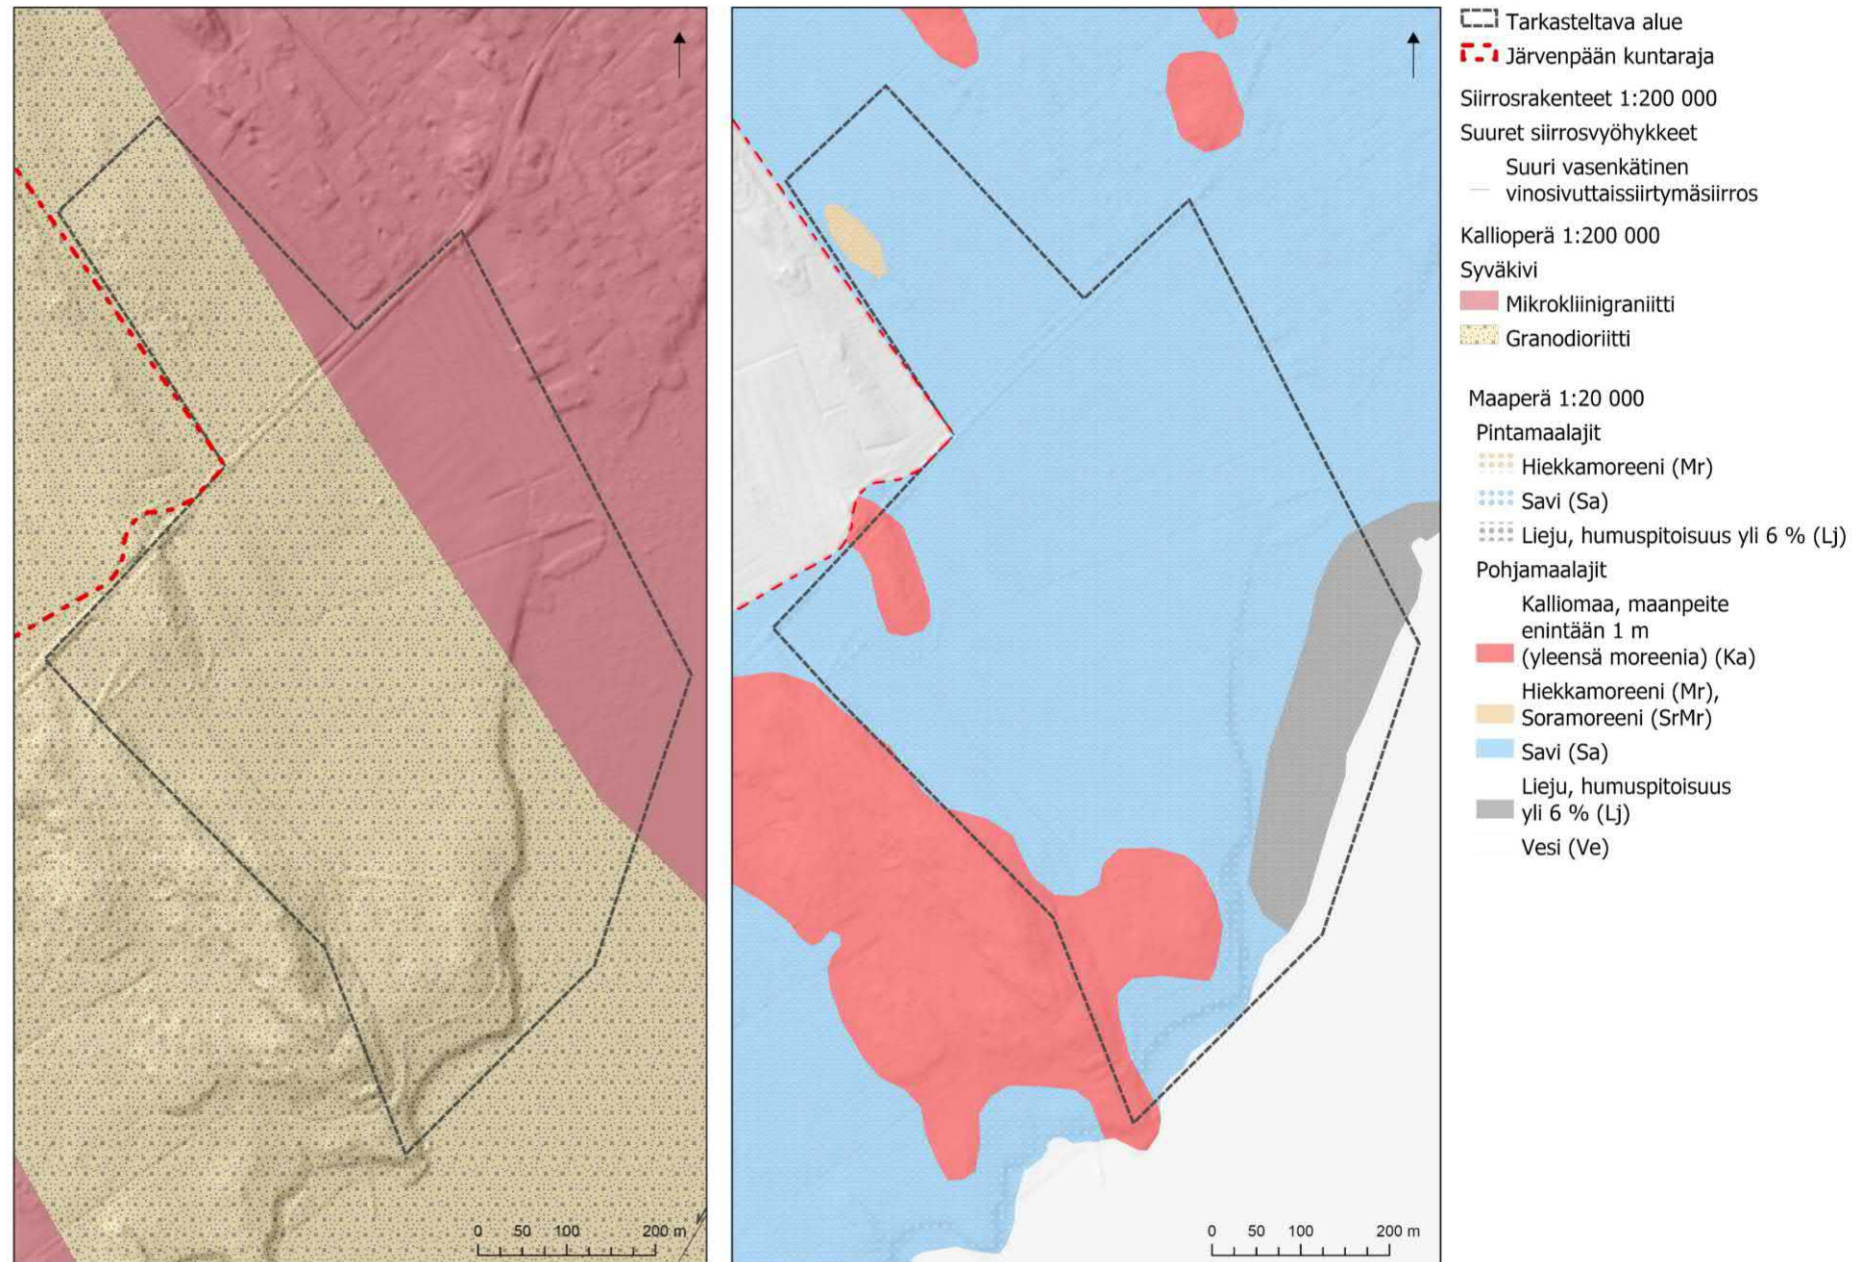 Tarkasteltava alue
Järvenpään kuntaraja
Siirrosrakenteet 1:200 000
Suuret siirrosvyöhykkeet
Suuri vasenkätinen
vinosivuttaissiirtymäsiirros
Kallioperä 1:200 000
Syväkivi
Mikrokliinigraniitti
Granodioriitti
Maaperä 1:20 000
Pintamaalajit
Hiekkamoreeni (Mr)
Savi (Sa)
Lieju, humuspitoisuus yli 6 % (Lj)
Pohjamaalajit
Kalliomaa, maanpeite
enintään 1 m
(yleensä moreenia) (Ka)
Hiekkamoreeni (Mr),
Soramoreeni (SrMr)
Savi (Sa)
Lieju, humuspitoisuus
yli 6 % (Lj)
Vesi (Ve)
0 50 100 200 m
0 50 100 200 m